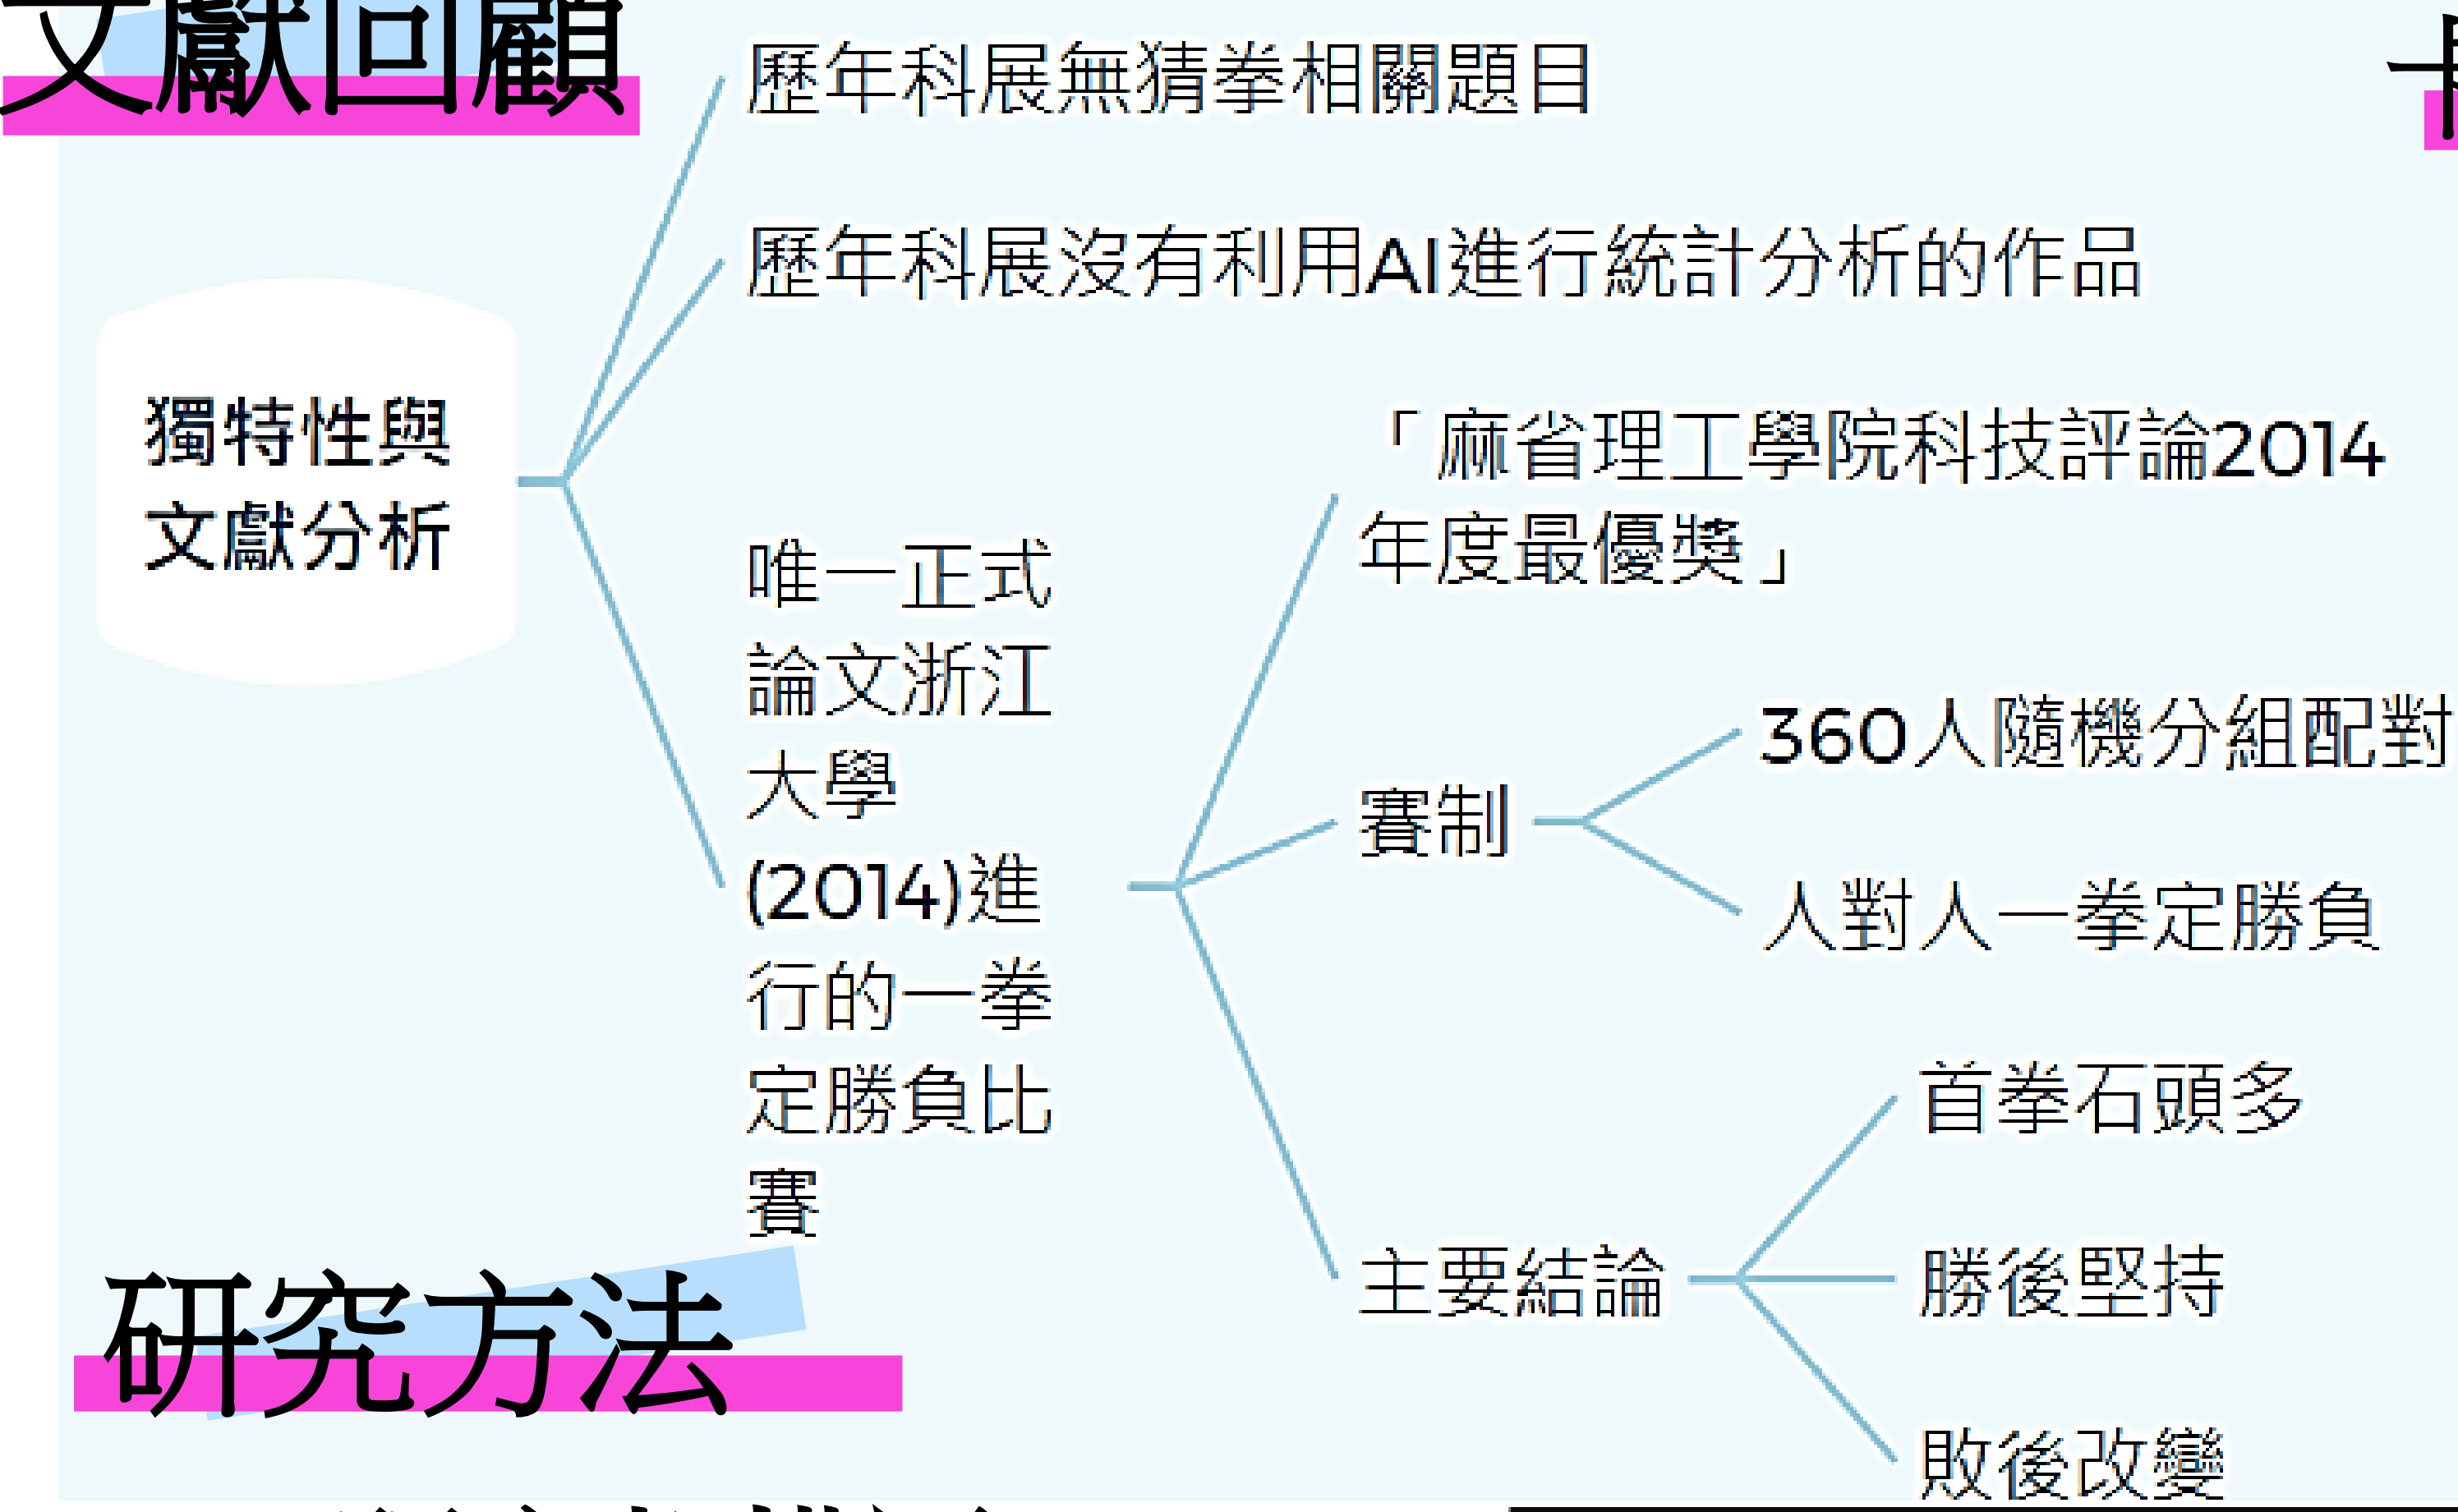 文獻回顧
歷年科展無猜拳相關題目
歷年科展沒有利用AI進行統計分析的作品
獨特性與
文獻分析
唯一正式
論文浙江
大學
(2014)進
行的一拳
定勝負比
賽
「麻省理工學院科技評論2014
年度最優獎」
賽制
360人隨機分組配對
人對人一拳定勝負
主要結論
首拳石頭多
勝後堅持
敗後改變
研究方法